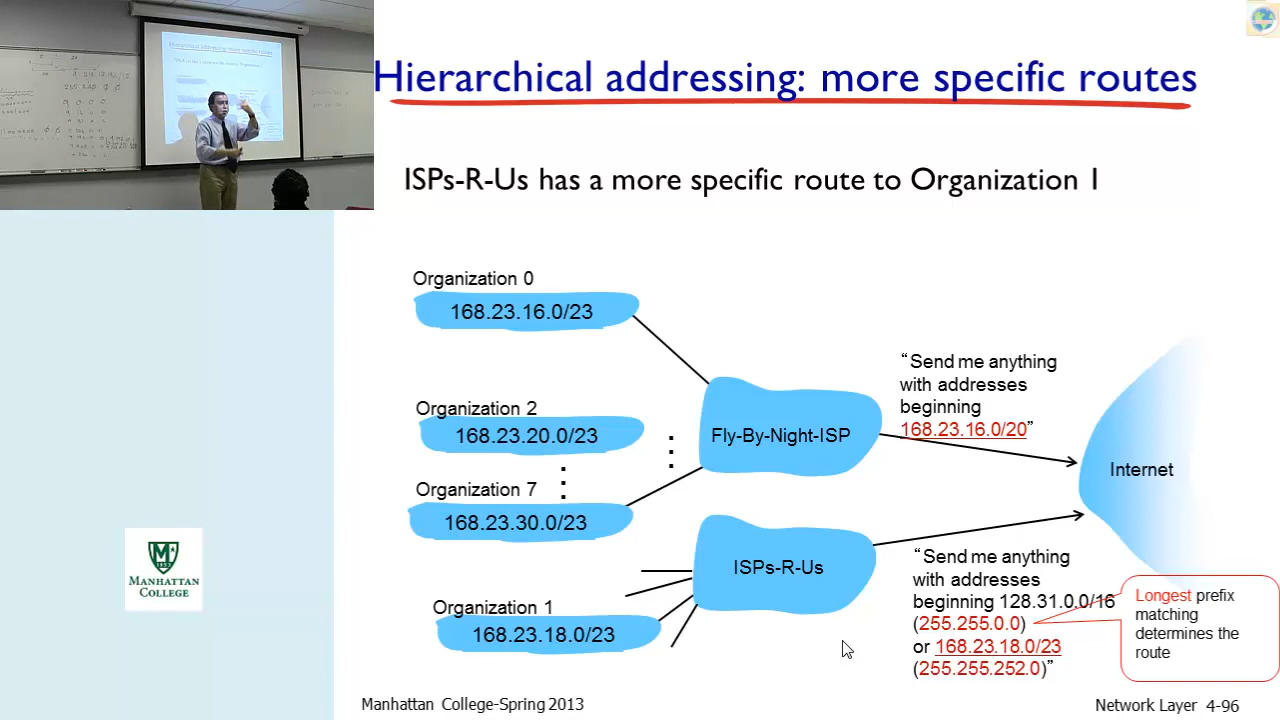 Hierarchical addressing: more specific routes
ISPs-R-Us has a more specific route to Organization 1
Organization 0
168.23.16.0/23
Organization 2
168.23.20.0/23
Organization 7
168.23.30.0/23
Organization 1
168.23.18.0/23
Fly-By-Night-ISP
ISPs-R-Us
“Send me anything
with addresses
beginning
168.23.16.0/20”
Internet
“Send me anything
with addresses
beginning 128.31.0.0/16
(255.255.0.0)
or 168.23.18.0/23
(255.255.252.0)”
Longest prefix
matching
determines the
route
MANHATTAN
COLLEGE
Manhattan College-Spring 2013
Network Layer 4-96